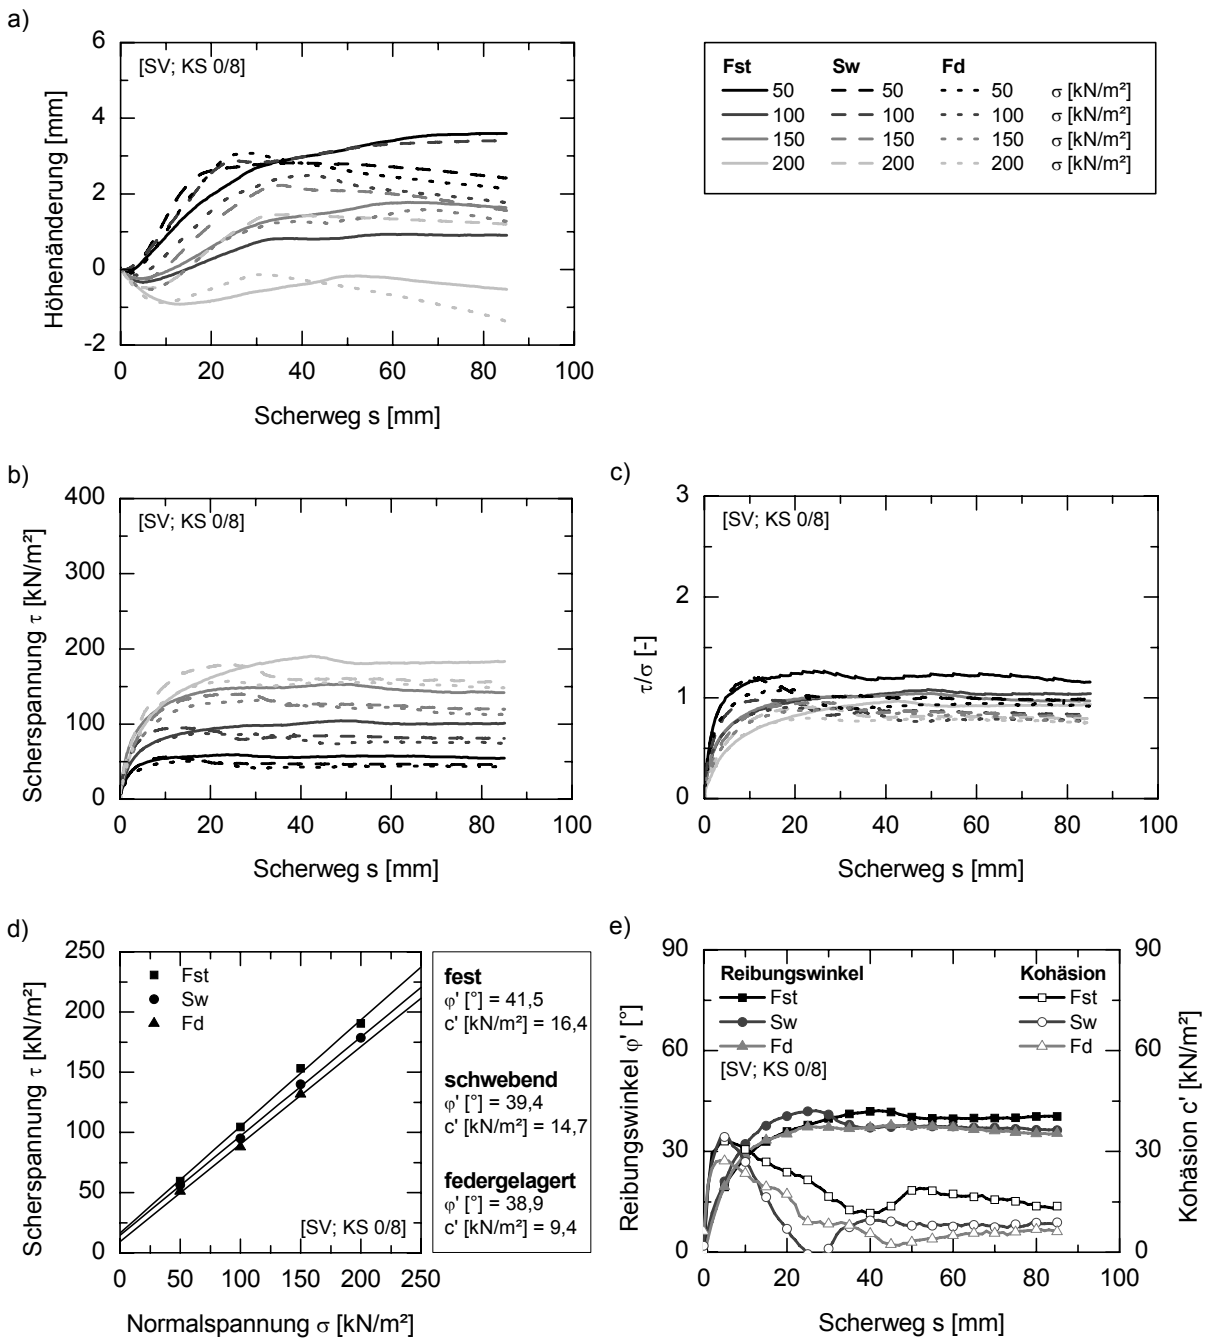 a)
[SV; KS 0/8]
Höhenänderung [mm]
6
4
2
0
-2
0 20 40 60 80 100
Scherweg s [mm]
Fst Sw Fd
50 50 50 σ [kN/m²]
100 100 100 σ [kN/m²]
150 150 150 σ [kN/m²]
200 200 200 σ [kN/m²]
b)
[SV; KS 0/8]
Scherspannung τ [kN/m²]
400
300
200
100
0
0 20 40 60 80 100
Scherweg s [mm]
c)
[SV; KS 0/8]
τ/σ [-]
3
2
1
0
0 20 40 60 80 100
Scherweg s [mm]
d)
Scherspannung τ [kN/m²]
250
200
150
100
50
0
Fst
Sw
Fd
[SV; KS 0/8]
0 50 100 150 200 250
Normalspannung σ [kN/m²]
fest
φ' [°] = 41,5
c' [kN/m²] = 16,4
schwebend
φ' [°] = 39,4
c' [kN/m²] = 14,7
federgelagert
φ' [°] = 38,9
c' [kN/m²] = 9,4
e)
Reibungswinkel φ' [°]
90
60
30
0
Reibungswinkel
Fst
Sw
Fd
[SV; KS 0/8]
Kohäsion
Fst
Sw
Fd
90
60
30
0
Kohäsion c' [kN/m²]
0 20 40 60 80 100
Scherweg s [mm]